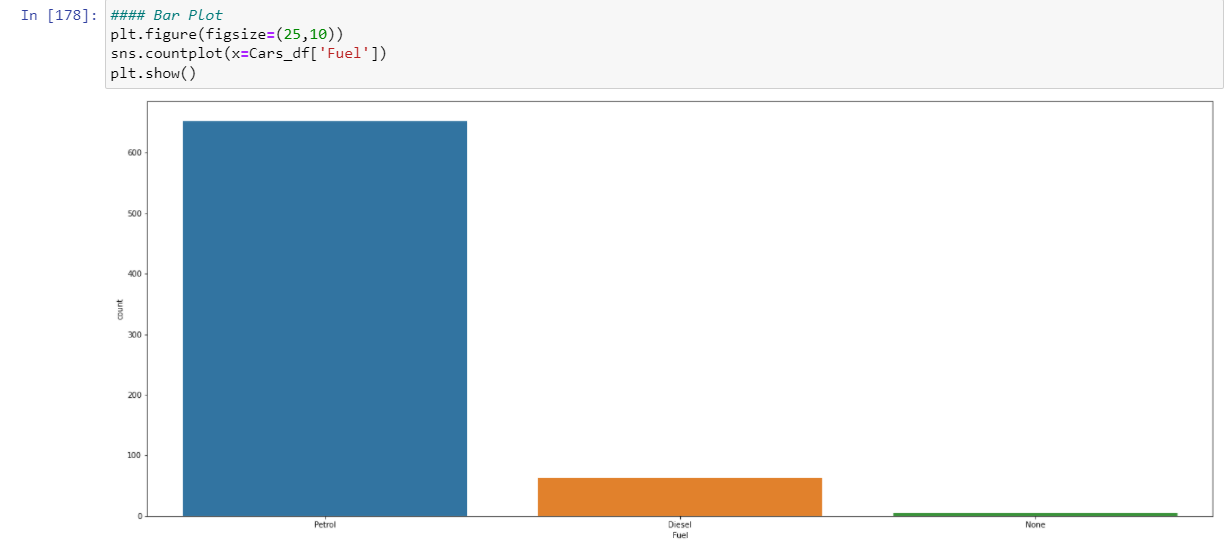 In [178]: #### Bar Plot
plt.figure(figsize=(25,10))
sns.countplot(x=Cars_df['Fuel'])
plt.show()
600
500
400
300
200
100
0
count
Petrol Diesel None
Fuel